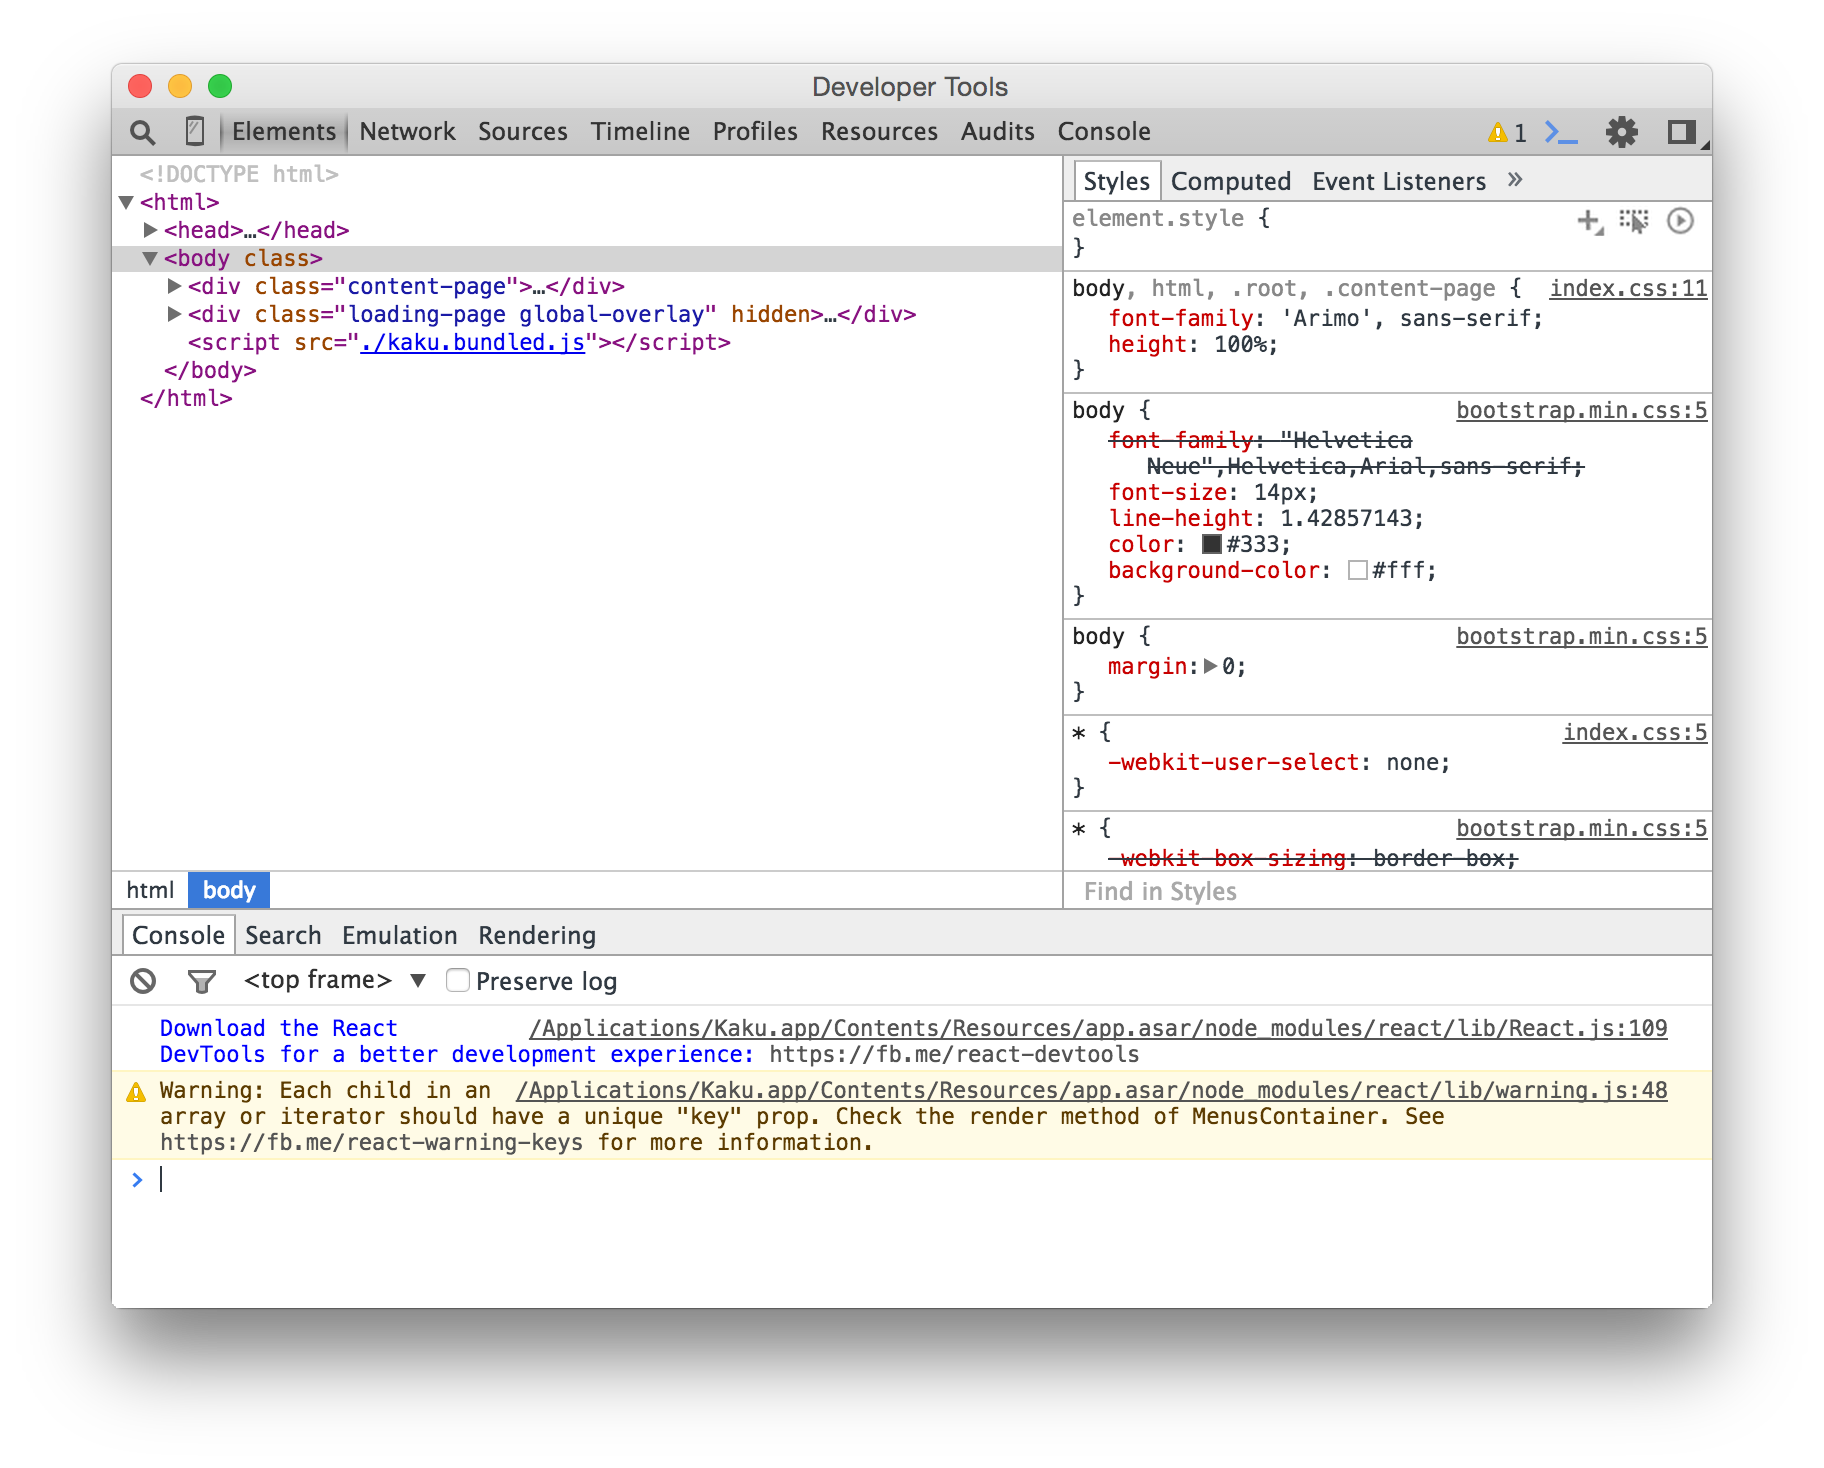 Developer Tools
Elements Network Sources Timeline Profiles Resources Audits Console 1
<!DOCTYPE html>
<html>
<head>…</head>
<body class>
<div class="content-page">…</div>
<div class="loading-page global-overlay" hidden>…</div>
<script src="./kaku.bundled.js"></script>
</body>
</html>
html body
Styles Computed Event Listeners »
element.style {
}
body, html, .root, .content-page { index.css:11
font-family: 'Arimo', sans-serif;
height: 100%;
}
body { bootstrap.min.css:5
font-family: "Helvetica
Neue",Helvetica,Arial,sans-serif;
font-size: 14px;
line-height: 1.42857143;
color: #333;
background-color: #fff;
}
body { bootstrap.min.css:5
margin: 0;
}
* { index.css:5
-webkit-user-select: none;
}
* { bootstrap.min.css:5
-webkit-box-sizing: border-box;
Find in Styles
Console Search Emulation Rendering
<top frame> Preserve log
Download the React /Applications/Kaku.app/Contents/Resources/app.asar/node_modules/react/lib/React.js:109
DevTools for a better development experience: https://fb.me/react-devtools
Warning: Each child in an /Applications/Kaku.app/Contents/Resources/app.asar/node_modules/react/lib/warning.js:48
array or iterator should have a unique "key" prop. Check the render method of MenusContainer. See
https://fb.me/react-warning-keys for more information.